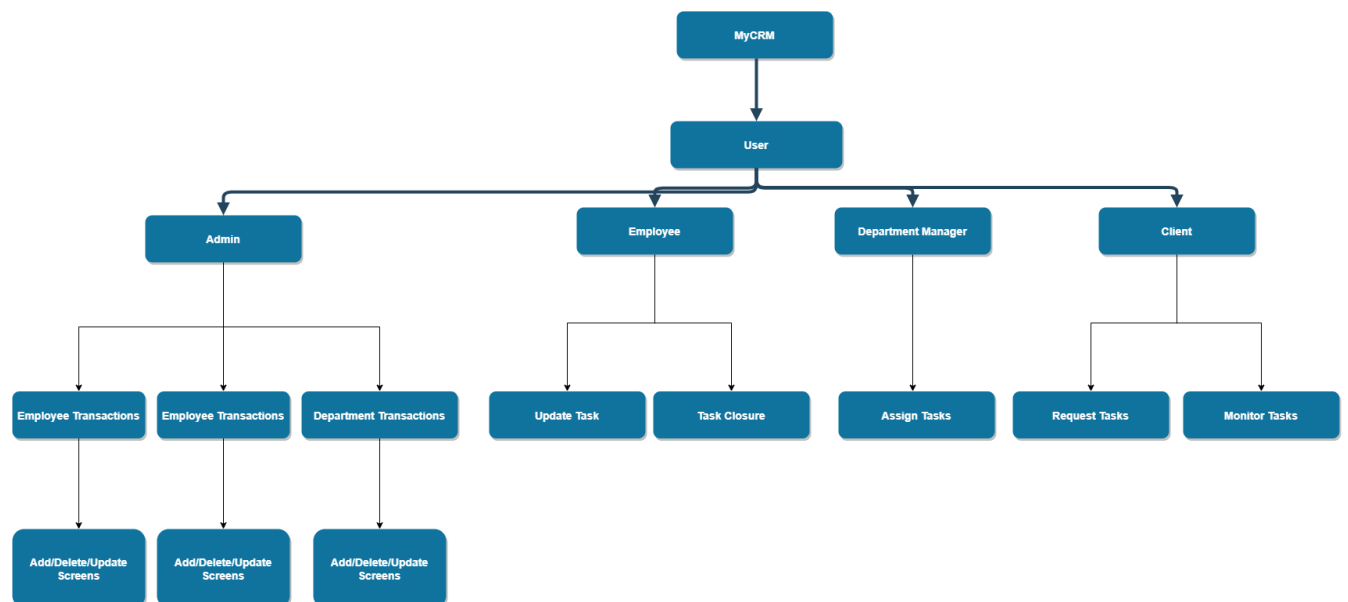 MyCRM
User
Admin
Employee
Department Manager
Client
Employee Transactions
Employee Transactions
Department Transactions
Update Task
Task Closure
Assign Tasks
Request Tasks
Monitor Tasks
Add/Delete/Update
Screens
Add/Delete/Update
Screens
Add/Delete/Update
Screens